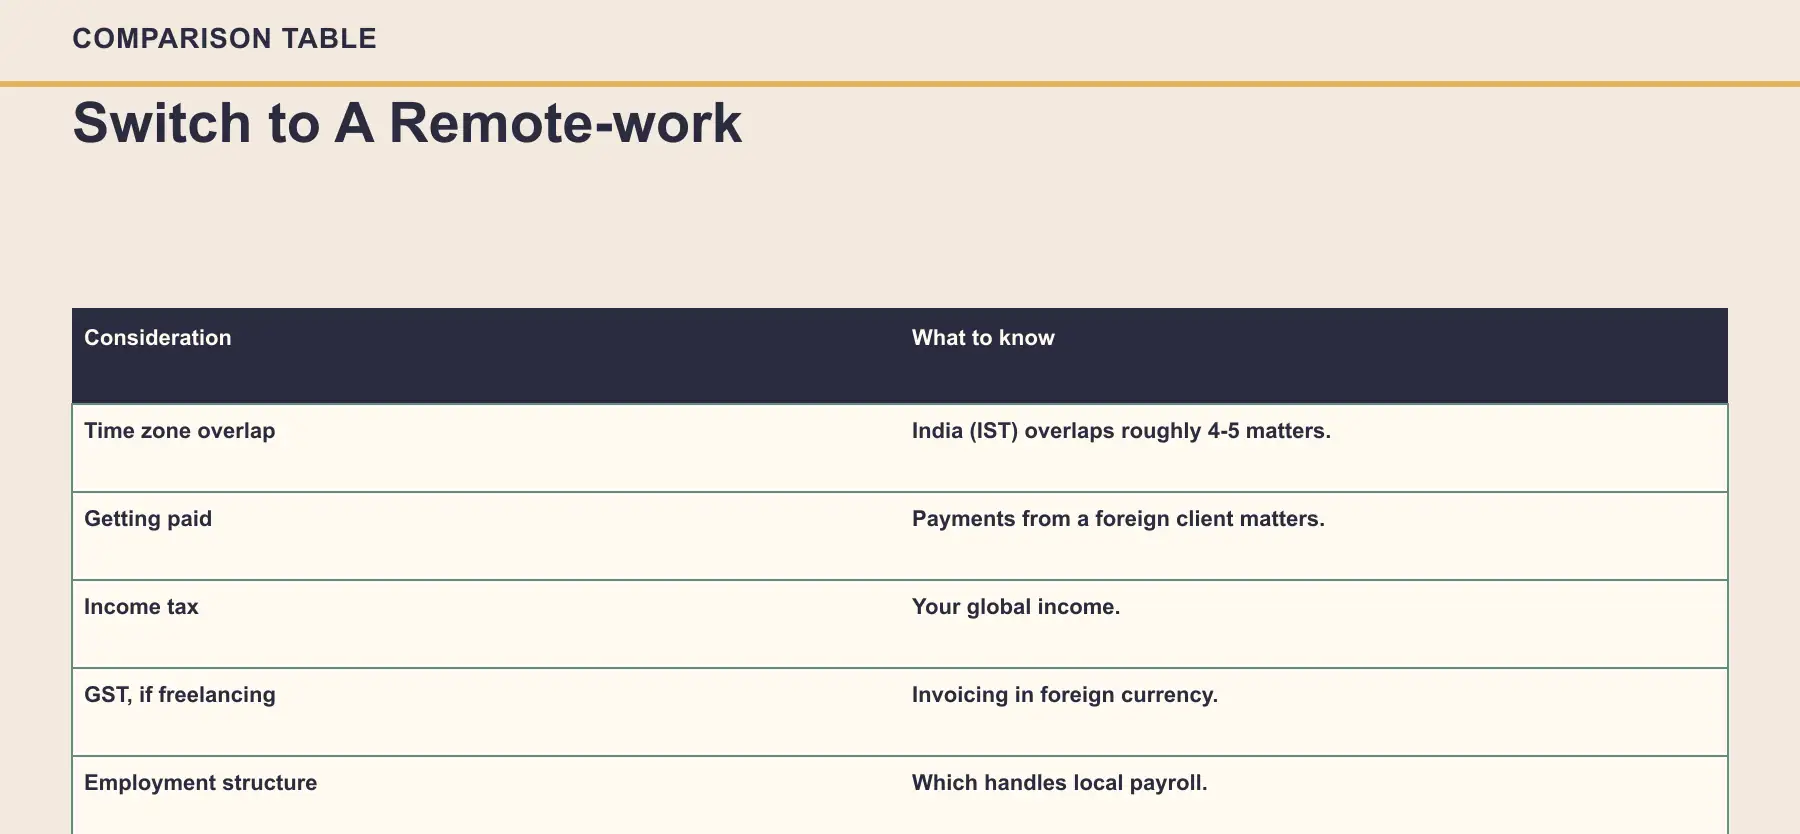 COMPARISON TABLE
Switch to A Remote-work
Consideration What to know
Time zone overlap India (IST) overlaps roughly 4-5 matters.
Getting paid Payments from a foreign client matters.
Income tax Your global income.
GST, if freelancing Invoicing in foreign currency.
Employment structure Which handles local payroll.